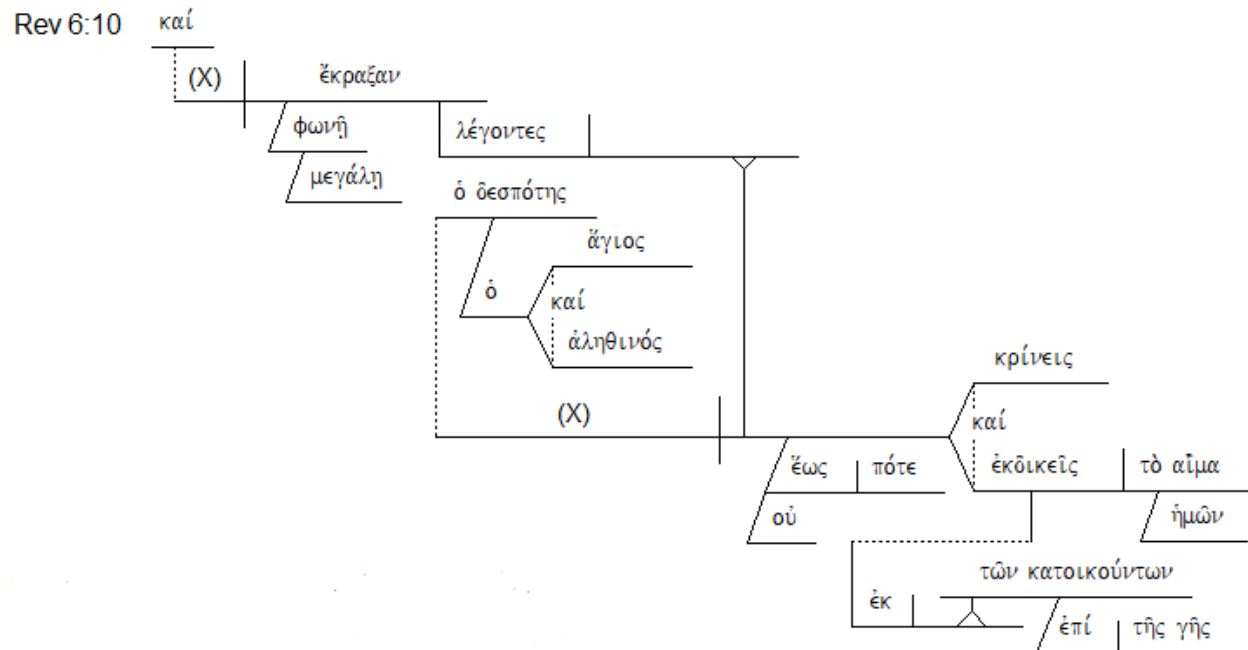 Rev 6:10 καί
(X) ἔκραξαν
φωνῇ λέγοντες
μεγάλῃ
ὁ δεσπότης
ἅγιος
ὁ καί
ἀληθινός
κρίνεις
(X) καί
ἕως πότε ἐκδικεῖς τὸ αἷμα
οὐ ἡμῶν
τῶν κατοικούντων
ἐκ ἐπί τῆς γῆς